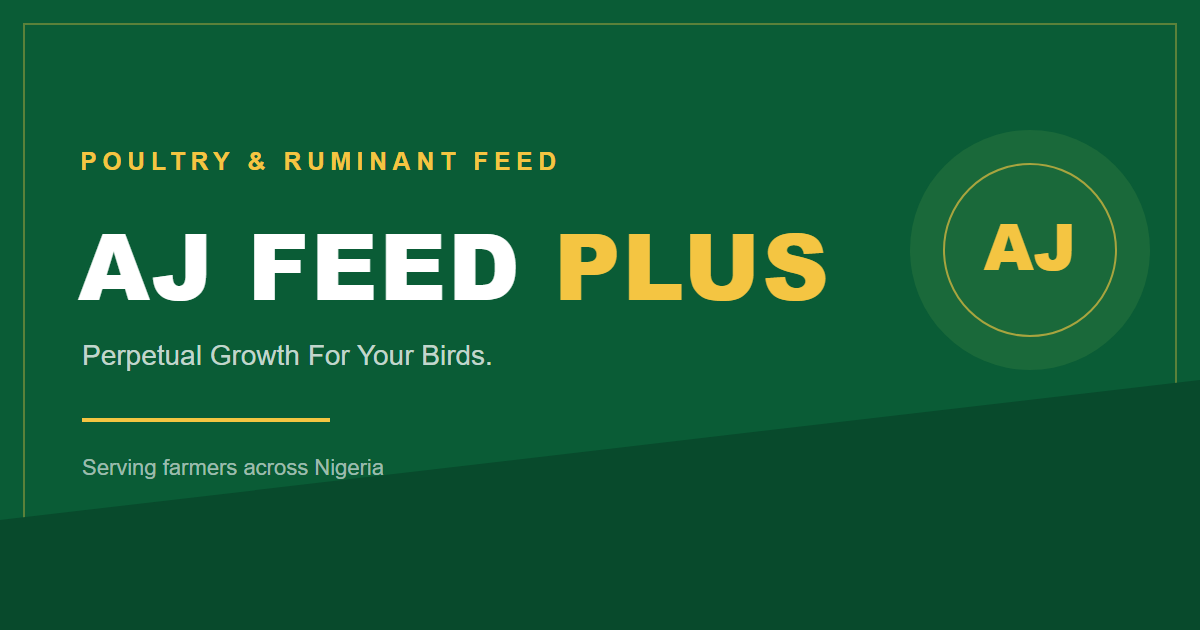 POULTRY & RUMINANT FEED
AJ FEED PLUS
AJ
Perpetual Growth For Your Birds.
Serving farmers across Nigeria